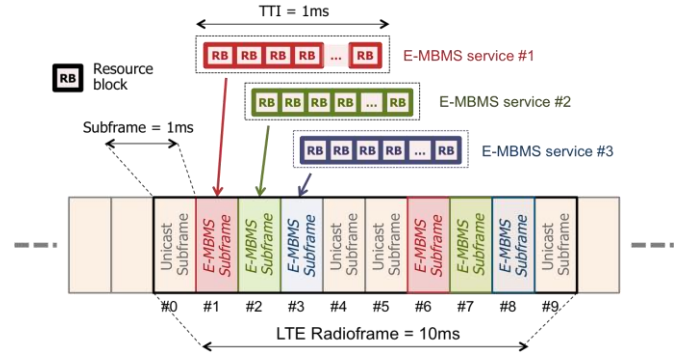 TTI = 1ms
RB RB RB RB ... RB
E-MBMS service #1
RB
Resource
block
RB RB RB RB ... RB
E-MBMS service #2
Subframe = 1ms
RB RB RB RB ... RB
E-MBMS service #3
Unicast
Subframe
E-MBMS
Subframe
E-MBMS
Subframe
E-MBMS
Subframe
Unicast
Subframe
Unicast
Subframe
E-MBMS
Subframe
E-MBMS
Subframe
E-MBMS
Subframe
Unicast
Subframe
#0 #1 #2 #3 #4 #5 #6 #7 #8 #9
LTE Radioframe = 10ms